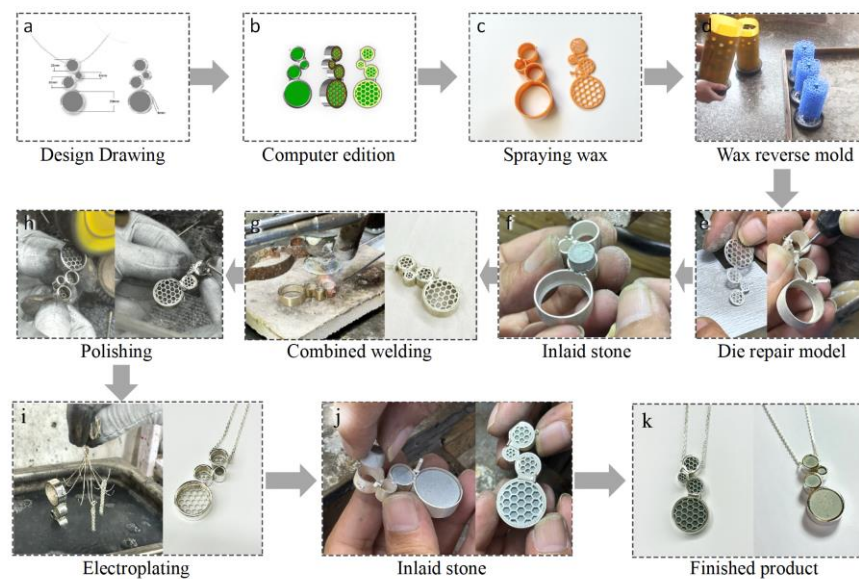 a
b
c
d
Design Drawing
Computer edition
Spraying wax
Wax reverse mold
h
g
f
e
Polishing
Combined welding
Inlaid stone
Die repair model
i
j
k
Electroplating
Inlaid stone
Finished product